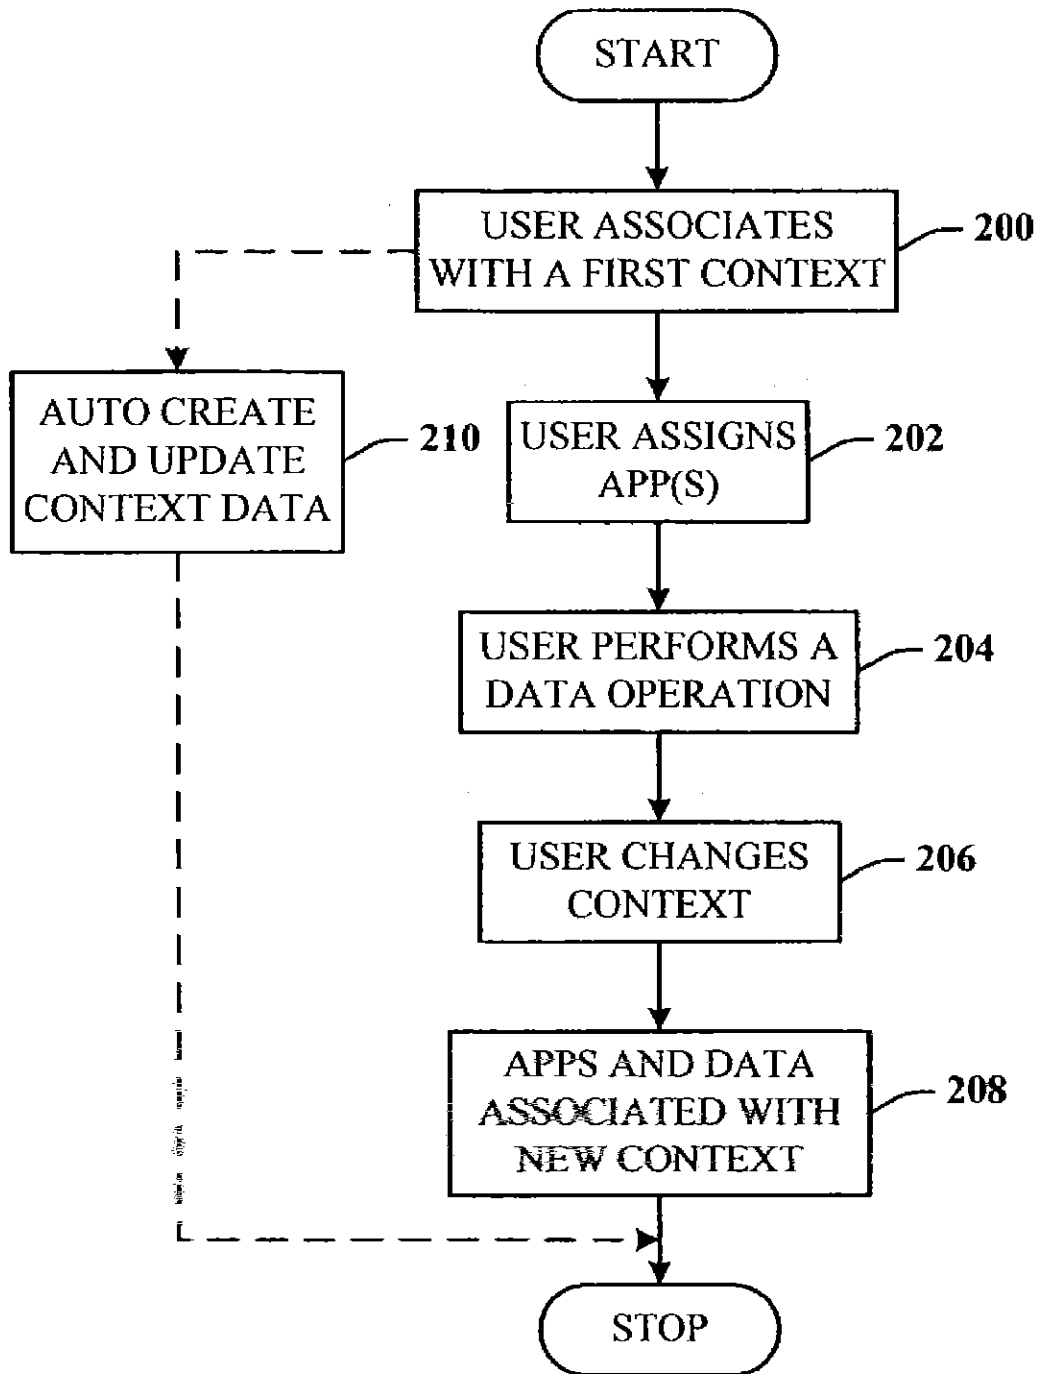 START
USER ASSOCIATES
WITH A FIRST CONTEXT
200
AUTO CREATE
AND UPDATE
CONTEXT DATA
210
USER ASSIGNS
APP(S)
202
USER PERFORMS A
DATA OPERATION
204
USER CHANGES
CONTEXT
206
APPS AND DATA
ASSOCIATED WITH
NEW CONTEXT
208
STOP